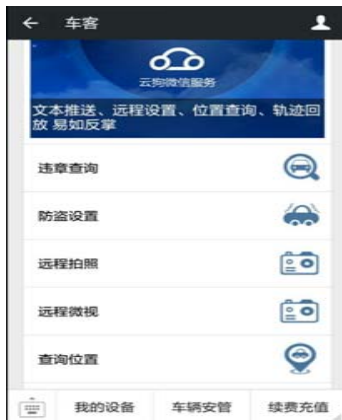 车客
云狗微信服务
文本推送、远程设置、位置查询、轨迹回
放 易如反掌
违章查询
防盗设置
远程拍照
远程微视
查询位置
我的设备 车辆安管 续费充值